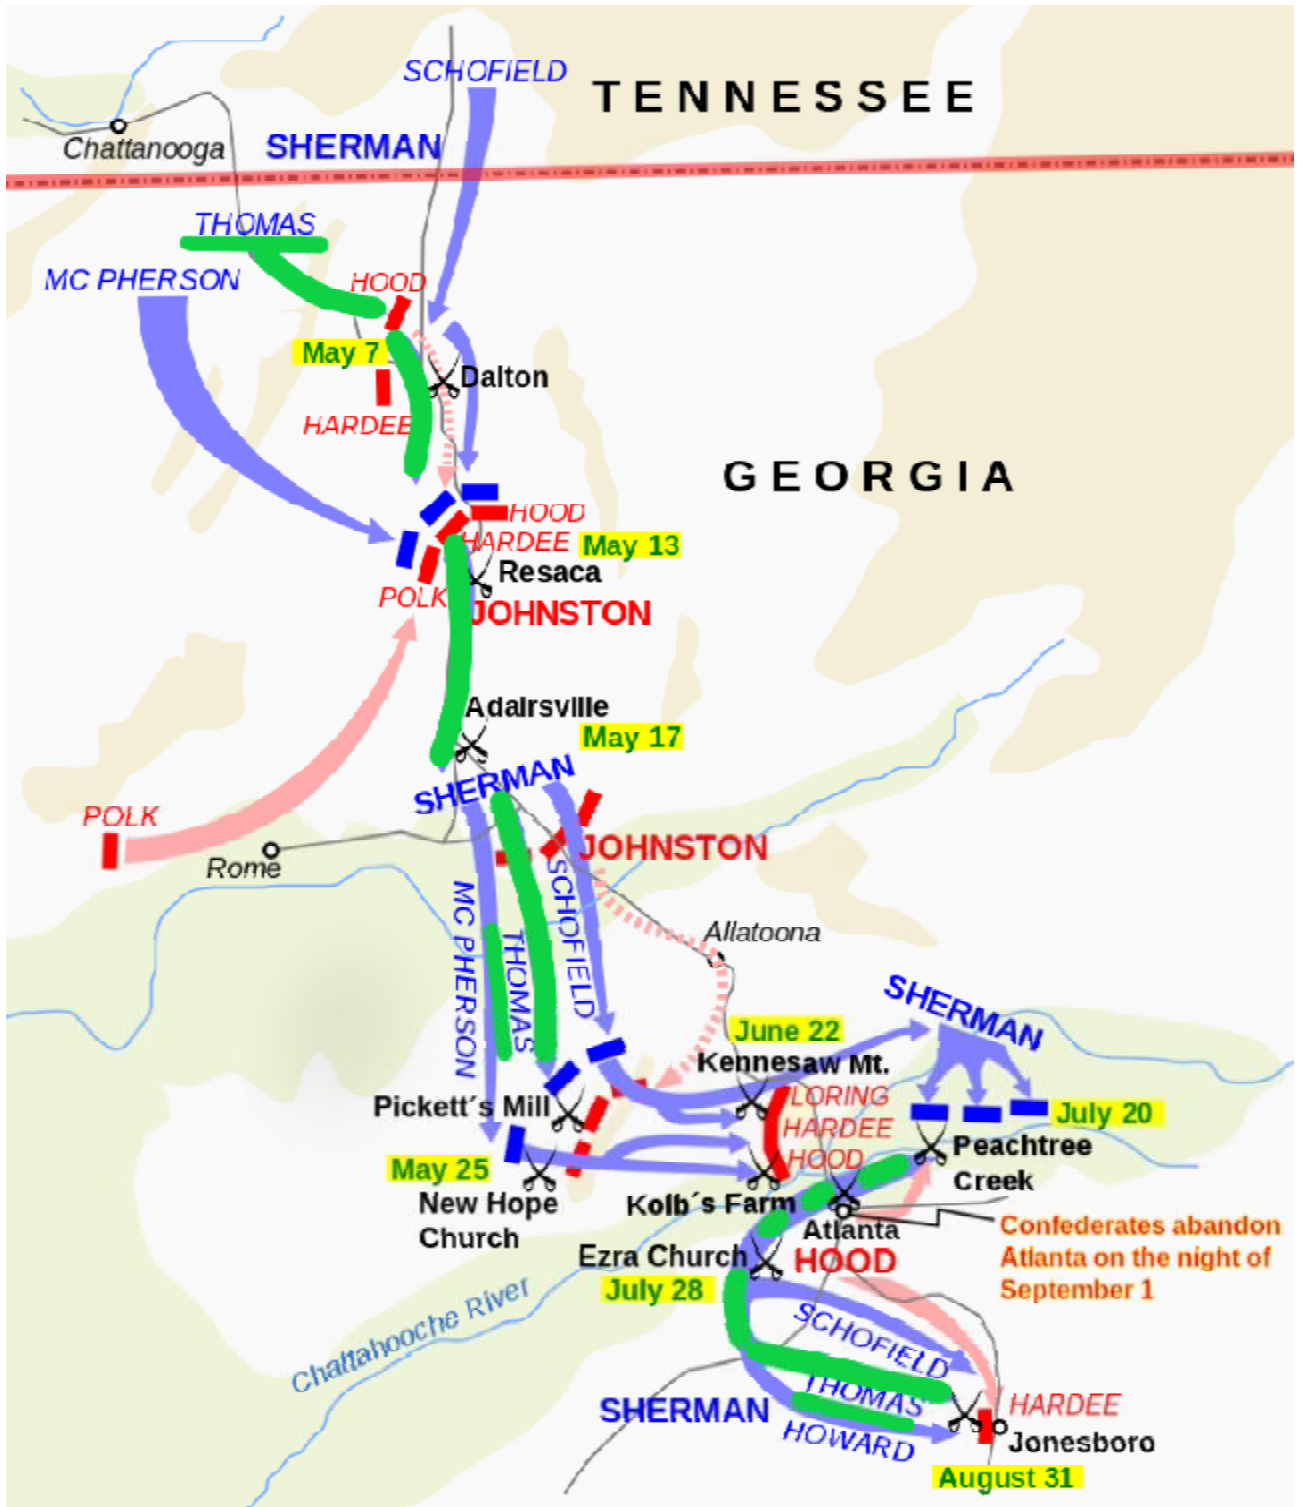 SCHOFIELD
TENNESSEE
Chattanooga
SHERMAN
THOMAS
MC PHERSON
HOOD
May 7
Dalton
HARDEE
GEORGIA
HOOD
HARDEE
May 13
Resaca
POLK
JOHNSTON
Adairsville
May 17
SHERMAN
POLK
JOHNSTON
Rome
MC PHERSON
THOMAS
SCHOFIELD
Allatoona
SHERMAN
June 22
Kennesaw Mt.
LORING
HARDEE
HOOD
Pickett´s Mill
July 20
Peachtree
Creek
May 25
New Hope
Church
Kolb´s Farm
Atlanta
HOOD
Confederates abandon
Atlanta on the night of
September 1
Ezra Church
July 28
Chattahooche River
SCHOFIELD
THOMAS
HOWARD
SHERMAN
HARDEE
Jonesboro
August 31